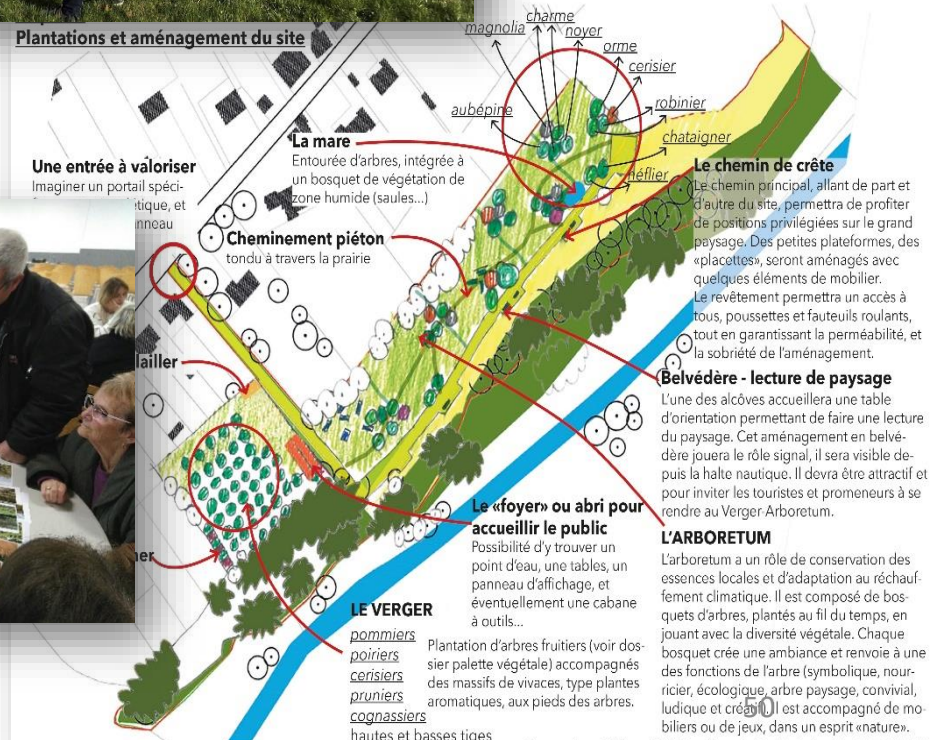 Plantations et aménagement du site
magnolia
charme
noyer
orme
cerisier
aubépine
robinier
chataigner
néflier
Une entrée à valoriser
Imaginer un portail spéci-
tique, et
nneau
La mare
Entourée d'arbres, intégrée à
un bosquet de végétation de
zone humide (saules...)
Cheminement piéton
tondu à travers la prairie
Le chemin de crête
Le chemin principal, allant de part et
d'autre du site, permettra de profiter
de positions privilégiées sur le grand
paysage. Des petites plateformes, des
«placettes», seront aménagés avec
quelques éléments de mobilier.
Le revêtement permettra un accès à
tous, poussettes et fauteuils roulants,
tout en garantissant la perméabilité, et
la sobriété de l'aménagement.
lailler
Belvédère - lecture de paysage
L'une des alcôves accueillera une table
d'orientation permettant de faire une lecture
du paysage. Cet aménagement en belvé-
dère jouera le rôle signal, il sera visible de-
puis la halte nautique. Il devra être attractif et
pour inviter les touristes et promeneurs à se
rendre au Verger-Arboretum.
Le «foyer» ou abri pour
accueillir le public
Possibilité d'y trouver un
point d'eau, une tables, un
panneau d'affichage, et
éventuellement une cabane
à outils...
her
L'ARBORETUM
L'arboretum a un rôle de conservation des
essences locales et d'adaptation au réchauf-
fement climatique. Il est composé de bos-
quets d'arbres, plantés au fil du temps, en
jouant avec la diversité végétale. Chaque
bosquet crée une ambiance et renvoie à une
des fonctions de l'arbre (symbolique, nour-
ricier, écologique, arbre paysage, convivial,
ludique et créatif). Il est accompagné de mo-
biliers ou de jeux, dans un esprit «nature».
LE VERGER
pommiers
poiriers
cerisiers
pruniers
cognassiers
hautes et basses tiges
Plantation d'arbres fruitiers (voir dos-
sier palette végétale) accompagnés
des massifs de vivaces, type plantes
aromatiques, aux pieds des arbres.
50